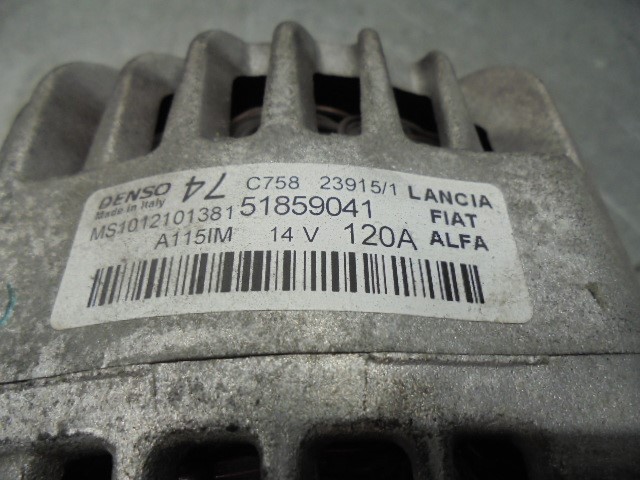 DENSO 74 C758 23915/1 LANCIA
Made in Italy
MS1012101381 51859041 FIAT
A115IM 14 V 120A ALFA